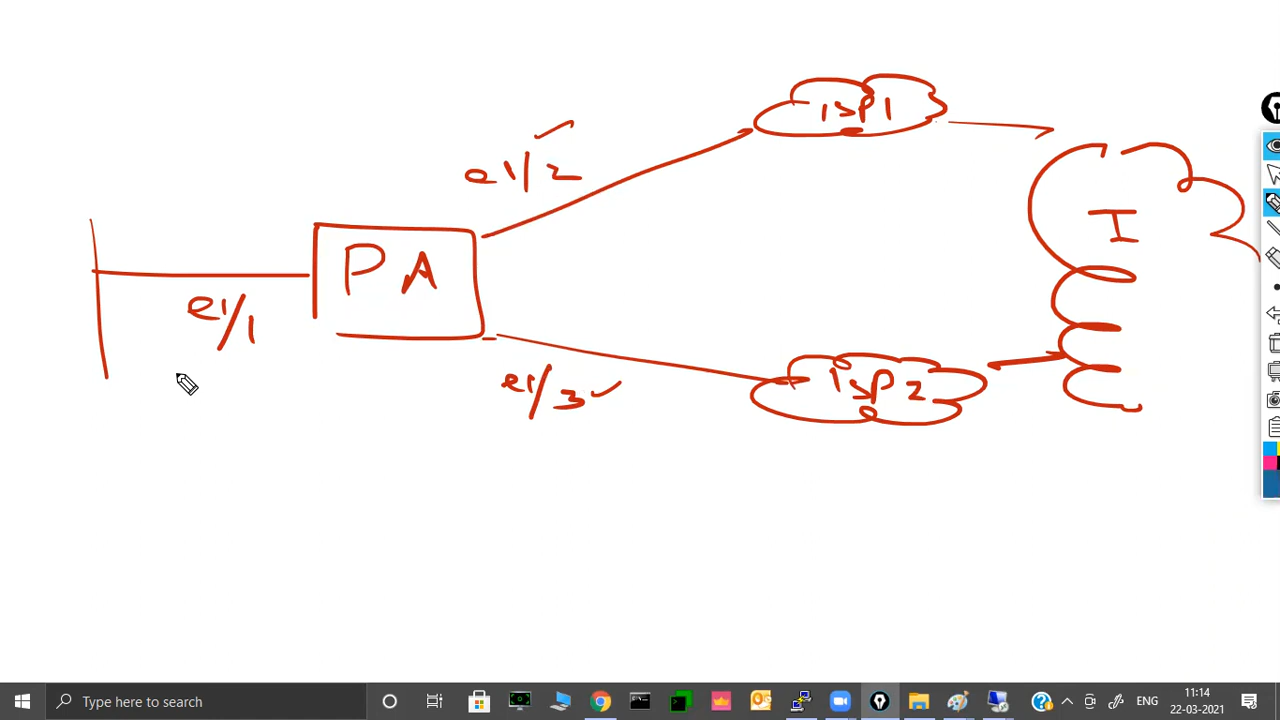 ISP1
e1/2
I
PA
e1/1
e1/3
ISP2
Type here to search
ENG
11:14
22-03-2021